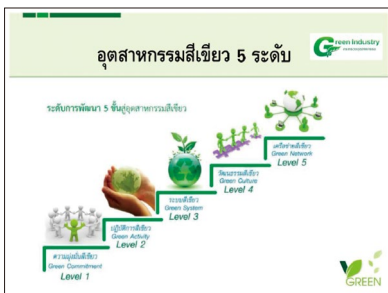 อุตสาหกรรมสีเขียว 5 ระดับ
Green Industry
ระดับการพัฒนา 5 ขั้นสู่อุตสาหกรรมสีเขียว
เครือข่ายสีเขียว
Green Network
Level 5
วัฒนธรรมสีเขียว
Green Culture
Level 4
ระบบสีเขียว
Green System
Level 3
ปฏิบัติการสีเขียว
Green Activity
Level 2
ความมุ่งมั่นสีเขียว
Green Commitment
Level 1
GREEN